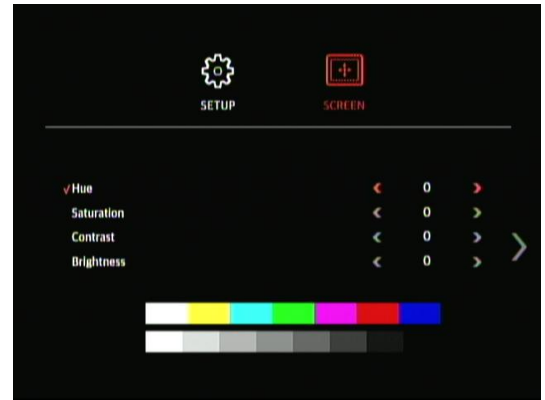 SETUP SCREEN
√ Hue < 0 >
Saturation < 0 >
Contrast < 0 >
Brightness < 0 >